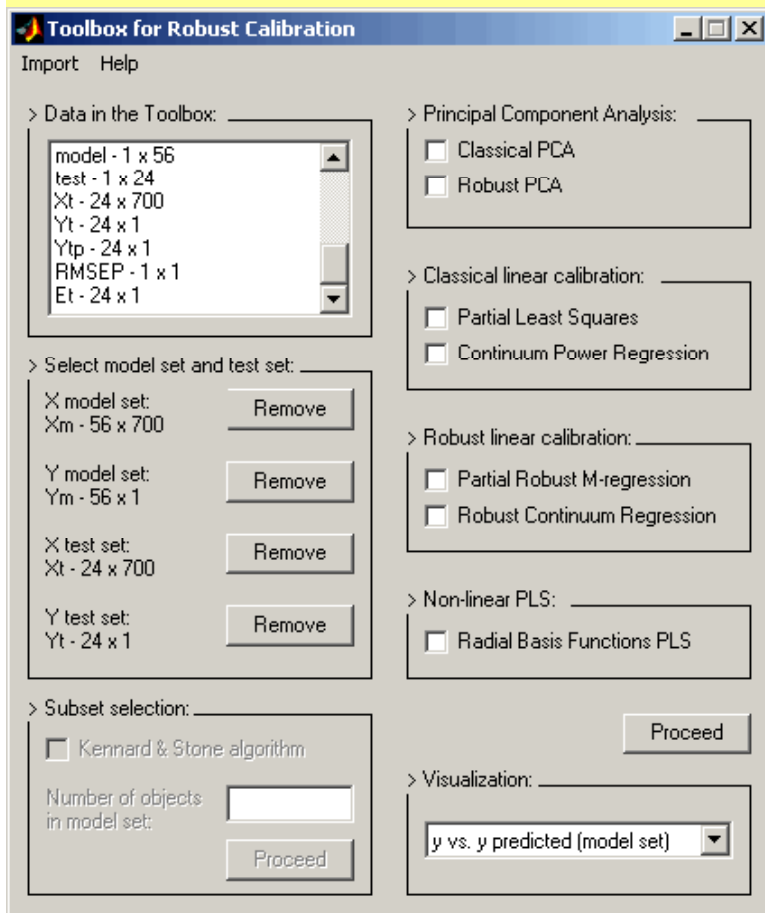 Toolbox for Robust Calibration
Import Help
> Data in the Toolbox:
model - 1 x 56
test - 1 x 24
Xt - 24 x 700
Yt - 24 x 1
Ytp - 24 x 1
RMSEP - 1 x 1
Et - 24 x 1
> Select model set and test set:
X model set:
Xm - 56 x 700
Remove
Y model set:
Ym - 56 x 1
Remove
X test set:
Xt - 24 x 700
Remove
Y test set:
Yt - 24 x 1
Remove
> Subset selection:
Kennard & Stone algorithm
Number of objects
in model set:
Proceed
> Principal Component Analysis:
Classical PCA
Robust PCA
> Classical linear calibration:
Partial Least Squares
Continuum Power Regression
> Robust linear calibration:
Partial Robust M-regression
Robust Continuum Regression
> Non-linear PLS:
Radial Basis Functions PLS
Proceed
> Visualization:
y vs. y predicted (model set)